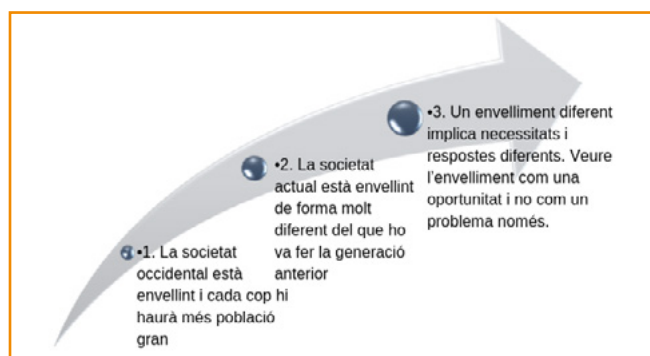 •1. La societat
occidental està
envellint i cada cop hi
haurà més població
gran
•2. La societat
actual està envellint
de forma molt
diferent del que ho
va fer la generació
anterior
•3. Un envelliment diferent
implica necessitats i
respostes diferents. Veure
l'envelliment com una
oportunitat i no com un
problema només.